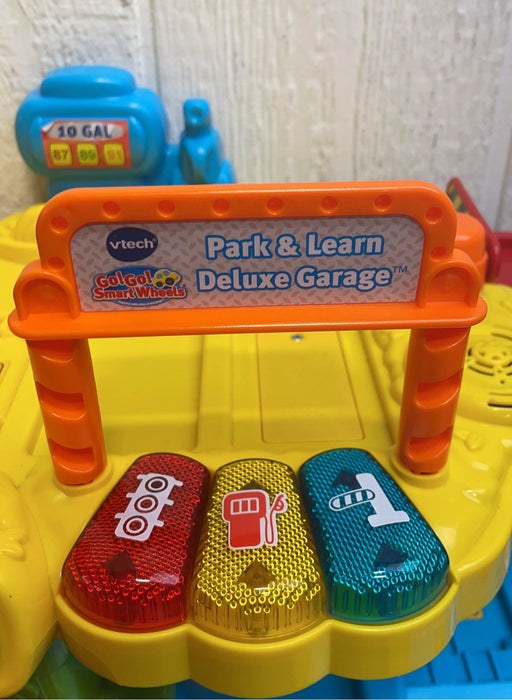 10 GAL
87 89 91
vtech®
Park & Learn
Go! Go!
Smart Wheels®
Deluxe Garage™